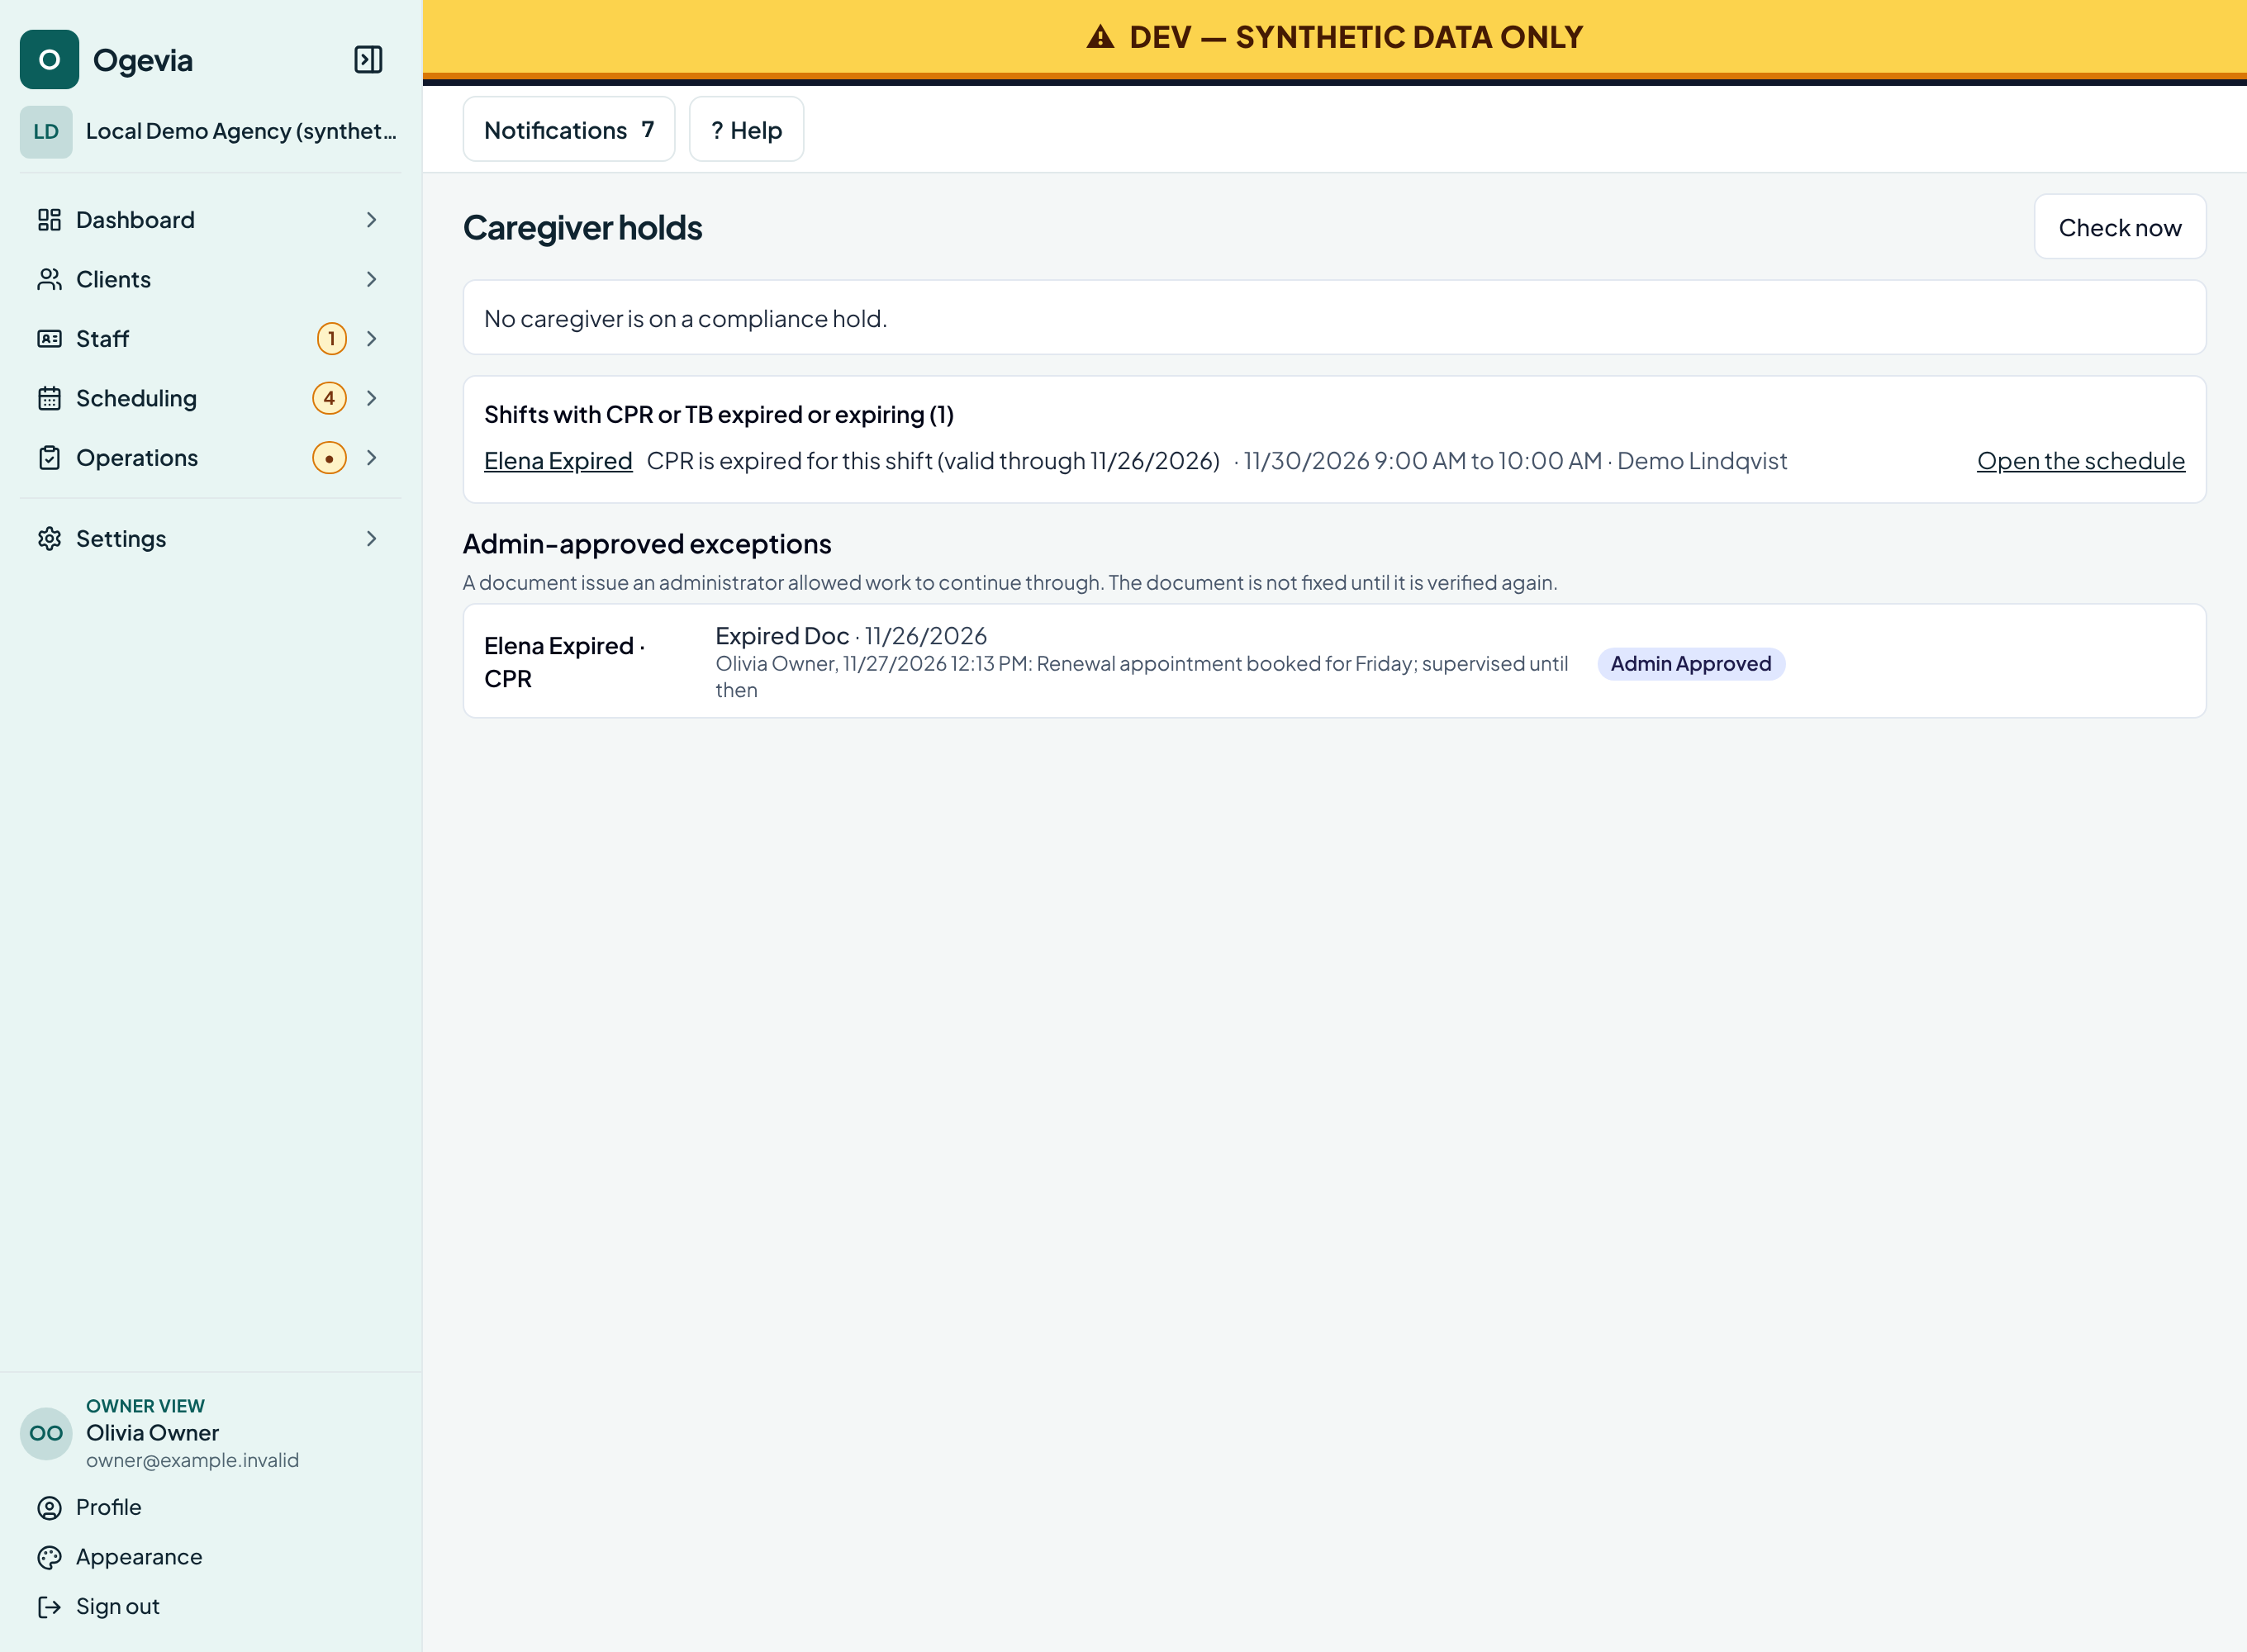 O Ogevia
LD Local Demo Agency (synthet...
Dashboard
Clients
Staff 1
Scheduling 4
Operations •
Settings
OWNER VIEW
OO Olivia Owner
owner@example.invalid
Profile
Appearance
Sign out
⚠ DEV — SYNTHETIC DATA ONLY
Notifications 7 ? Help
Caregiver holds Check now
No caregiver is on a compliance hold.
Shifts with CPR or TB expired or expiring (1)
Elena Expired CPR is expired for this shift (valid through 11/26/2026) · 11/30/2026 9:00 AM to 10:00 AM · Demo Lindqvist Open the schedule
Admin-approved exceptions
A document issue an administrator allowed work to continue through. The document is not fixed until it is verified again.
Elena Expired ·
CPR
Expired Doc · 11/26/2026
Olivia Owner, 11/27/2026 12:13 PM: Renewal appointment booked for Friday; supervised until
then
Admin Approved